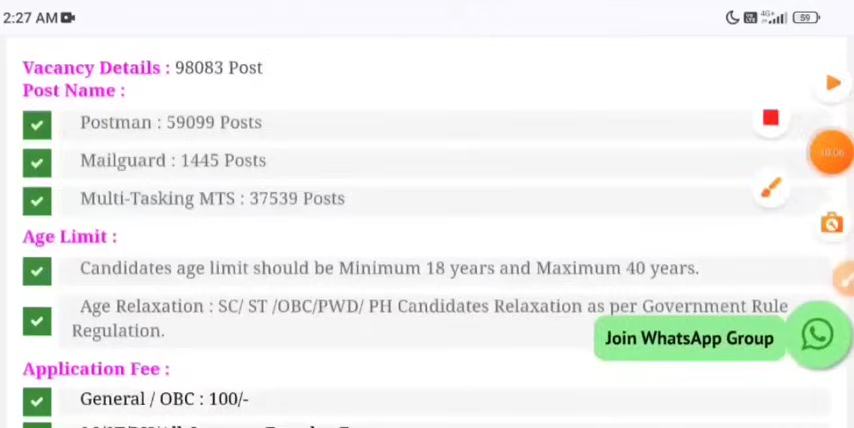 2:27 AM
4G+
59
Vacancy Details : 98083 Post
Post Name :
Postman : 59099 Posts
Mailguard : 1445 Posts
Multi-Tasking MTS : 37539 Posts
Age Limit :
Candidates age limit should be Minimum 18 years and Maximum 40 years.
Age Relaxation : SC/ ST /OBC/PWD/ PH Candidates Relaxation as per Government Rule
Regulation.
Join WhatsApp Group
Application Fee :
General / OBC : 100/-